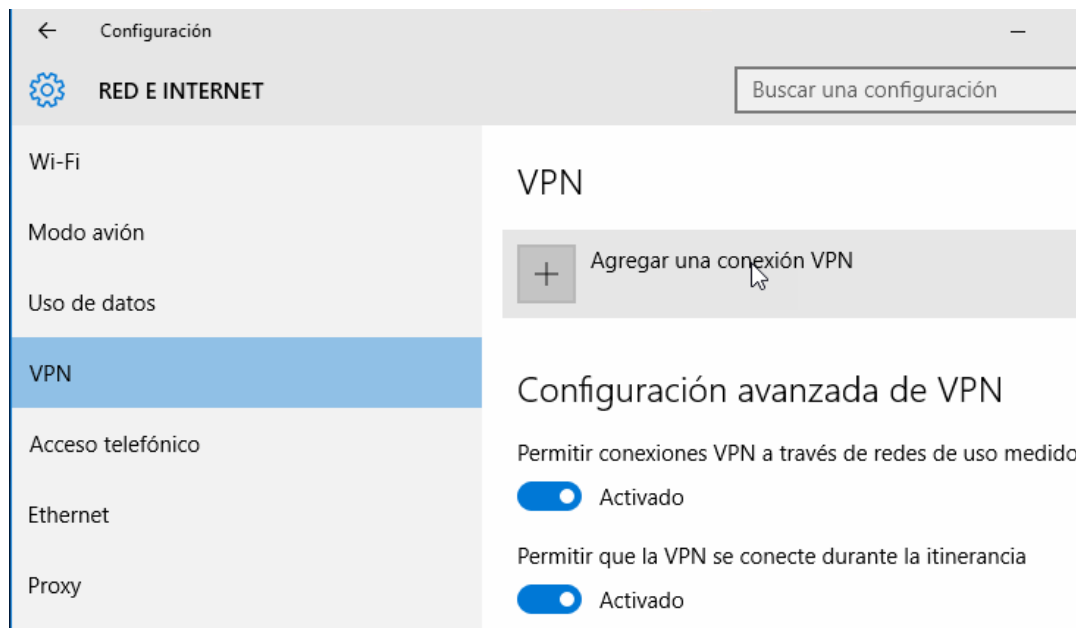 Configuración
RED E INTERNET
Buscar una configuración
Wi-Fi
Modo avión
Uso de datos
VPN
Acceso telefónico
Ethernet
Proxy
VPN
Agregar una conexión VPN
Configuración avanzada de VPN
Permitir conexiones VPN a través de redes de uso medido
Activado
Permitir que la VPN se conecte durante la itinerancia
Activado